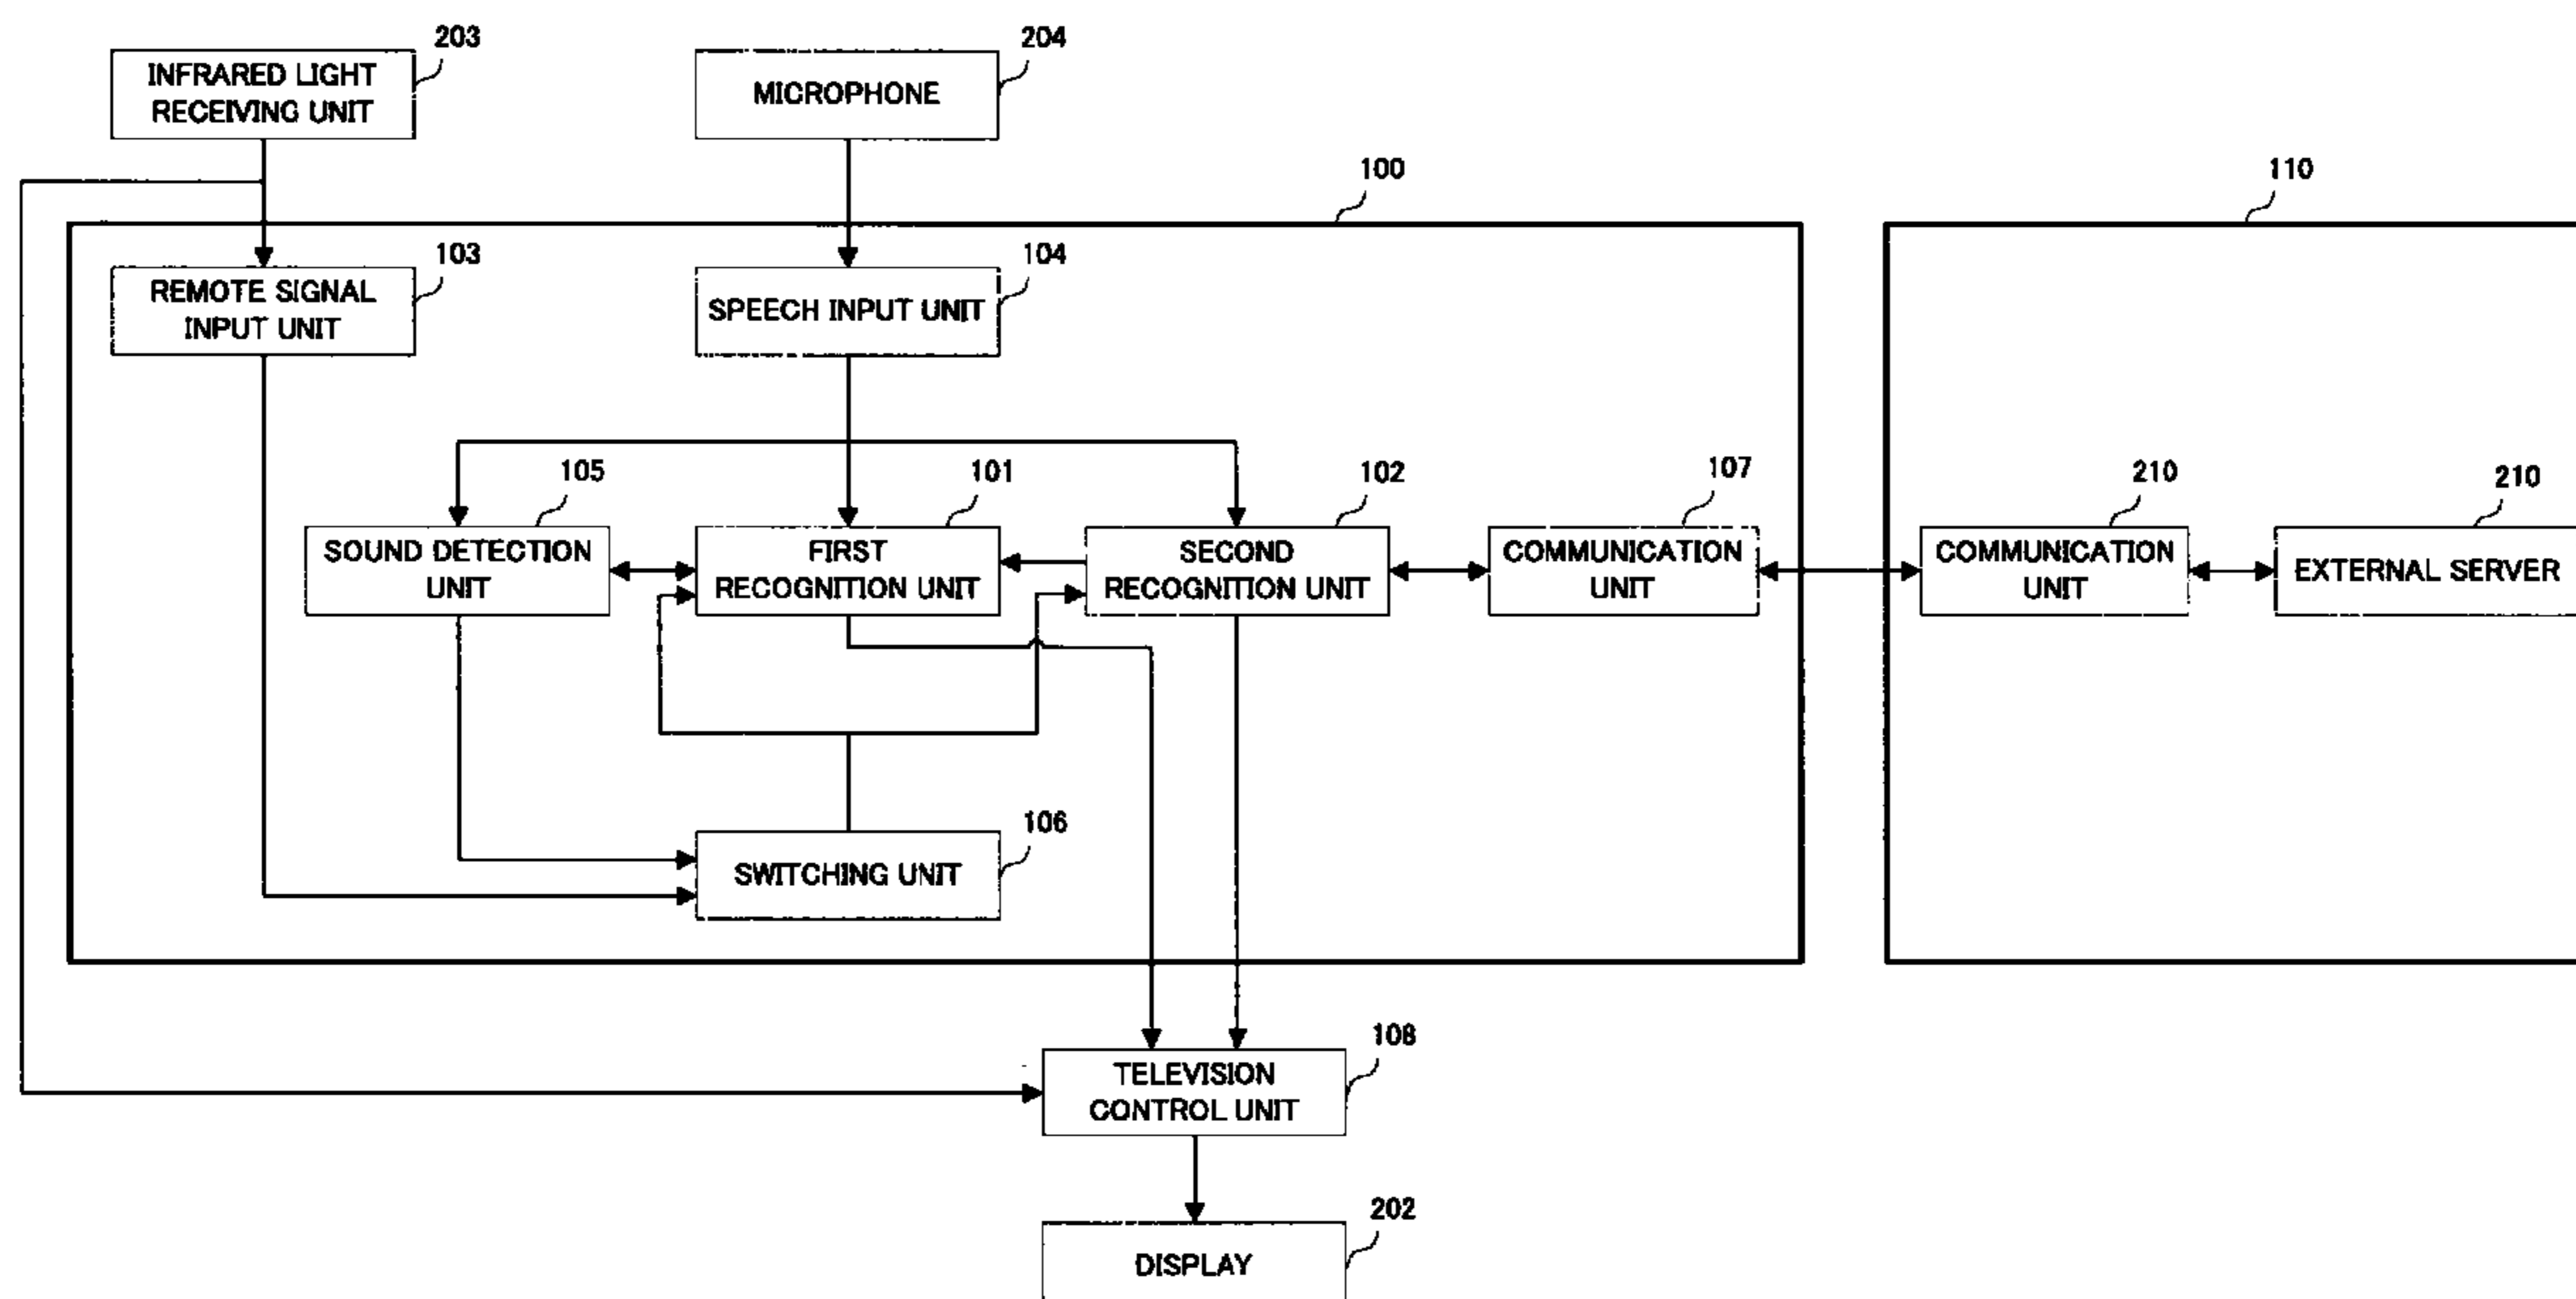 203
INFRARED LIGHT
RECEIVING UNIT
204
MICROPHONE
100
110
103
REMOTE SIGNAL
INPUT UNIT
104
SPEECH INPUT UNIT
105
SOUND DETECTION
UNIT
101
FIRST
RECOGNITION UNIT
102
SECOND
RECOGNITION UNIT
107
COMMUNICATION
UNIT
210
COMMUNICATION
UNIT
210
EXTERNAL SERVER
106
SWITCHING UNIT
108
TELEVISION
CONTROL UNIT
202
DISPLAY